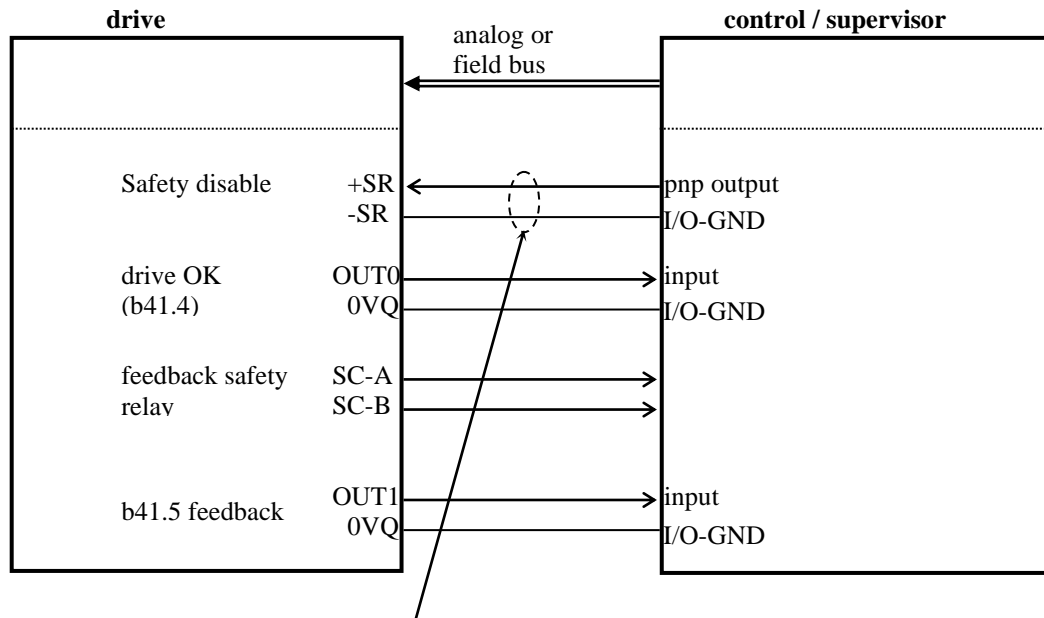 drive
control / supervisor
analog or
field bus
Safety disable
+SR
pnp output
-SR
I/O-GND
drive OK
OUT0
input
(b41.4)
0VQ
I/O-GND
feedback safety
SC-A
relay
SC-B
OUT1
input
b41.5 feedback
0VQ
I/O-GND